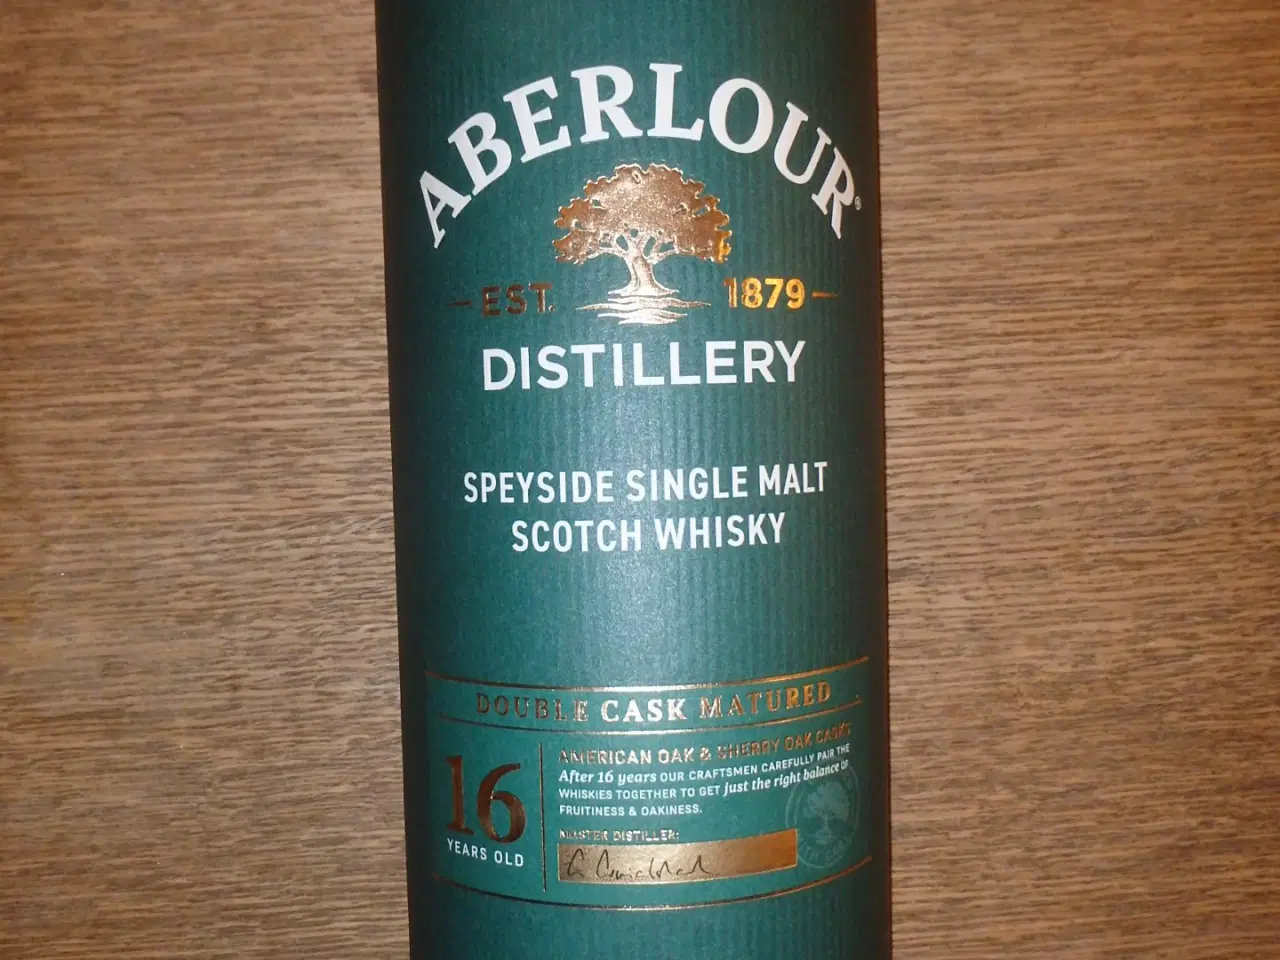 ABERLOUR®
EST. 1879
DISTILLERY
SPEYSIDE SINGLE MALT
SCOTCH WHISKY
DOUBLE CASK MATURED
16
YEARS OLD
AMERICAN OAK & SHERRY OAK CASKS
After 16 years OUR CRAFTSMEN CAREFULLY PAIR THE
WHISKIES TOGETHER TO GET just the right balance OF
FRUITINESS & OAKINESS.
MASTER DISTILLER: